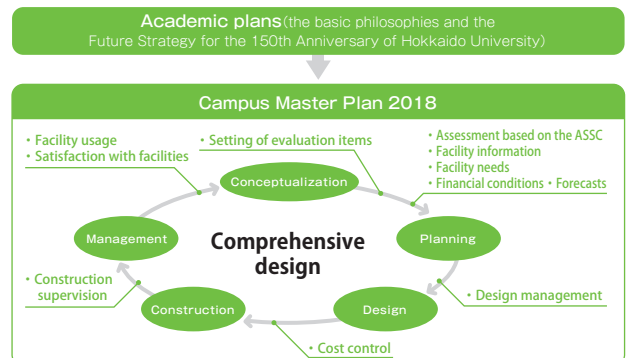 Academic plans (the basic philosophies and the
Future Strategy for the 150th Anniversary of Hokkaido University)
Campus Master Plan 2018
・Facility usage
・Satisfaction with facilities
・Setting of evaluation items
・Assessment based on the ASSC
・Facility information
・Facility needs
・Financial conditions ・Forecasts
Conceptualization
Management
Comprehensive
design
Planning
・Construction
supervision
Construction
Design
・Design management
・Cost control